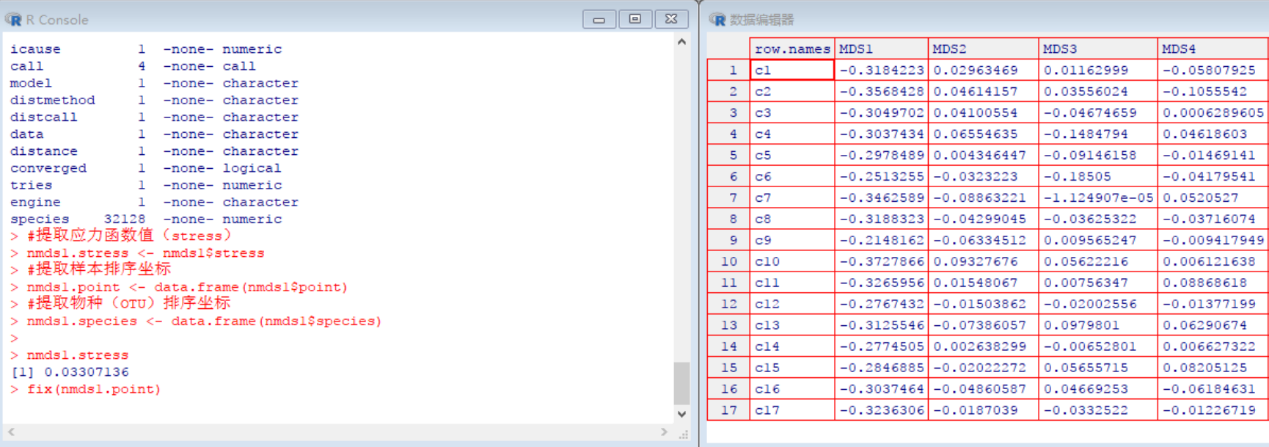 R Console
icause 1 -none- numeric
call 4 -none- call
model 1 -none- character
distmethod 1 -none- character
distcall 1 -none- character
data 1 -none- character
distance 1 -none- character
converged 1 -none- logical
tries 1 -none- numeric
engine 1 -none- character
species 32128 -none- numeric
> #提取应力函数值（stress）
> nmds1.stress <- nmds1$stress
> #提取样本排序坐标
> nmds1.point <- data.frame(nmds1$point)
> #提取物种（OTU）排序坐标
> nmds1.species <- data.frame(nmds1$species)
>
> nmds1.stress
[1] 0.03307136
> fix(nmds1.point)
数据编辑器
row.names MDS1 MDS2 MDS3 MDS4
1 c1 -0.3184223 0.02963469 0.01162999 -0.05807925
2 c2 -0.3568428 0.04614157 0.03556024 -0.1055542
3 c3 -0.3049702 0.04100554 -0.04674659 0.0006289605
4 c4 -0.3037434 0.06554635 -0.1484794 0.04618603
5 c5 -0.2978489 0.004346447 -0.09146158 -0.01469141
6 c6 -0.2513255 -0.0323223 -0.18505 -0.04179541
7 c7 -0.3462589 -0.08863221 -1.124907e-05 0.0520527
8 c8 -0.3188323 -0.04299045 -0.03625322 -0.03716074
9 c9 -0.2148162 -0.06334512 0.009565247 -0.009417949
10 c10 -0.3727866 0.09327676 0.05622216 0.006121638
11 c11 -0.3265956 0.01548067 0.00756347 0.08868618
12 c12 -0.2767432 -0.01503862 -0.02002556 -0.01377199
13 c13 -0.3125546 -0.07386057 0.0979801 0.06290674
14 c14 -0.2774505 0.002638299 -0.00652801 0.006627322
15 c15 -0.2846885 -0.02022272 0.05655715 0.08205125
16 c16 -0.3037464 -0.04860587 0.04669253 -0.06184631
17 c17 -0.3236306 -0.0187039 -0.0332522 -0.01226719